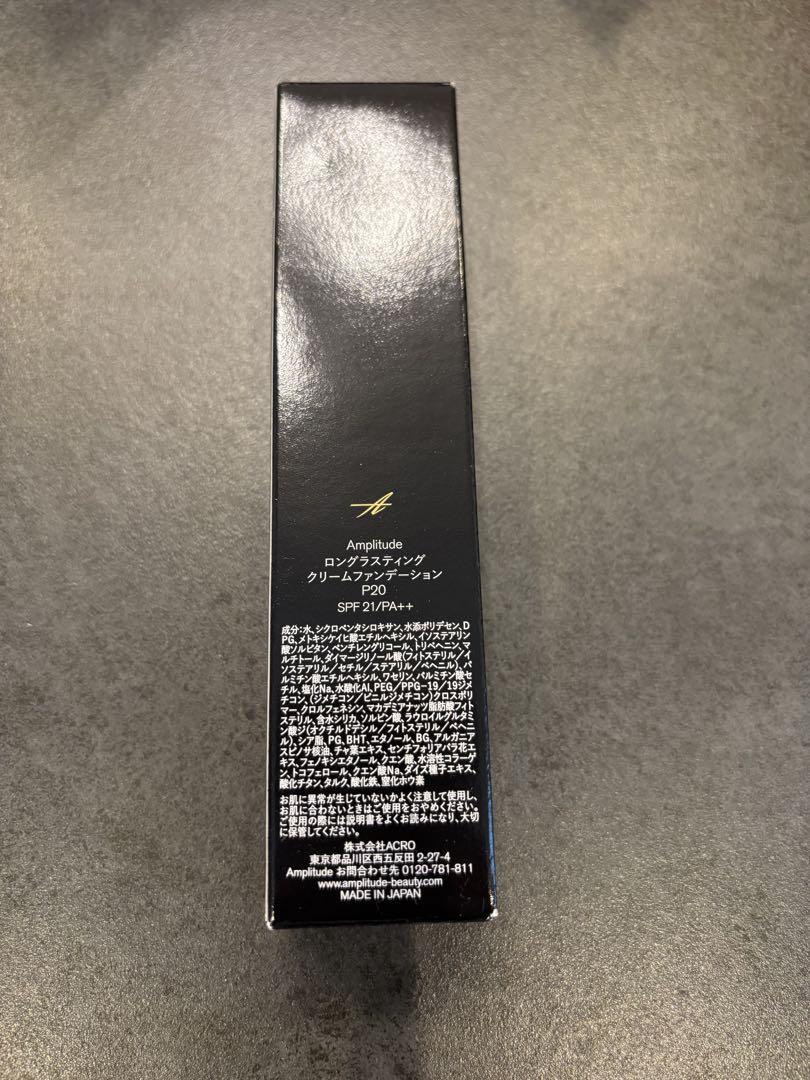 A
Amplitude
ロングラスティング
クリームファンデーション
P20
SPF 21/PA++
成分:水、シクロペンタシロキサン、水添ポリデセン、D
PG、メトキシケイヒ酸エチルヘキシル、イソステアリン
酸ソルビタン、ペンチレングリコール、トリベヘニン、マ
ルチトール、ダイマージリノール酸(フィトステリル/イ
ソステアリル/セチル/ステアリル/ベヘニル)、パ
ルミチン酸エチルヘキシル、ワセリン、パルミチン酸セ
チル、塩化Na、水酸化Al、PEG/PPG-19/19ジメ
チコン、(ジメチコン/ビニルジメチコン)クロスポリ
マー、クロルフェネシン、マカデミアナッツ脂肪酸フィト
ステリル、含水シリカ、ソルビン酸、ラウロイルグルタミ
ン酸ジ(オクチルドデシル/フィトステリル/ベヘニ
ル)、シア脂、PG、BHT、エタノール、BG、アルガニア
スピノサ核油、チャ葉エキス、センチフォリアバラ花エ
キス、フェノキシエタノール、クエン酸、水溶性コラーゲ
ン、トコフェロール、クエン酸Na、ダイズ種子エキス、
酸化チタン、タルク、酸化鉄、窒化ホウ素
お肌に異常が生じていないかよく注意して使用し、
お肌に合わないときはご使用をおやめください。
ご使用の際には説明書をよくお読みになり、大切
に保管してください。
株式会社ACRO
東京都品川区西五反田 2-27-4
Amplitude お問合わせ先 0120-781-811
www.amplitude-beauty.com
MADE IN JAPAN